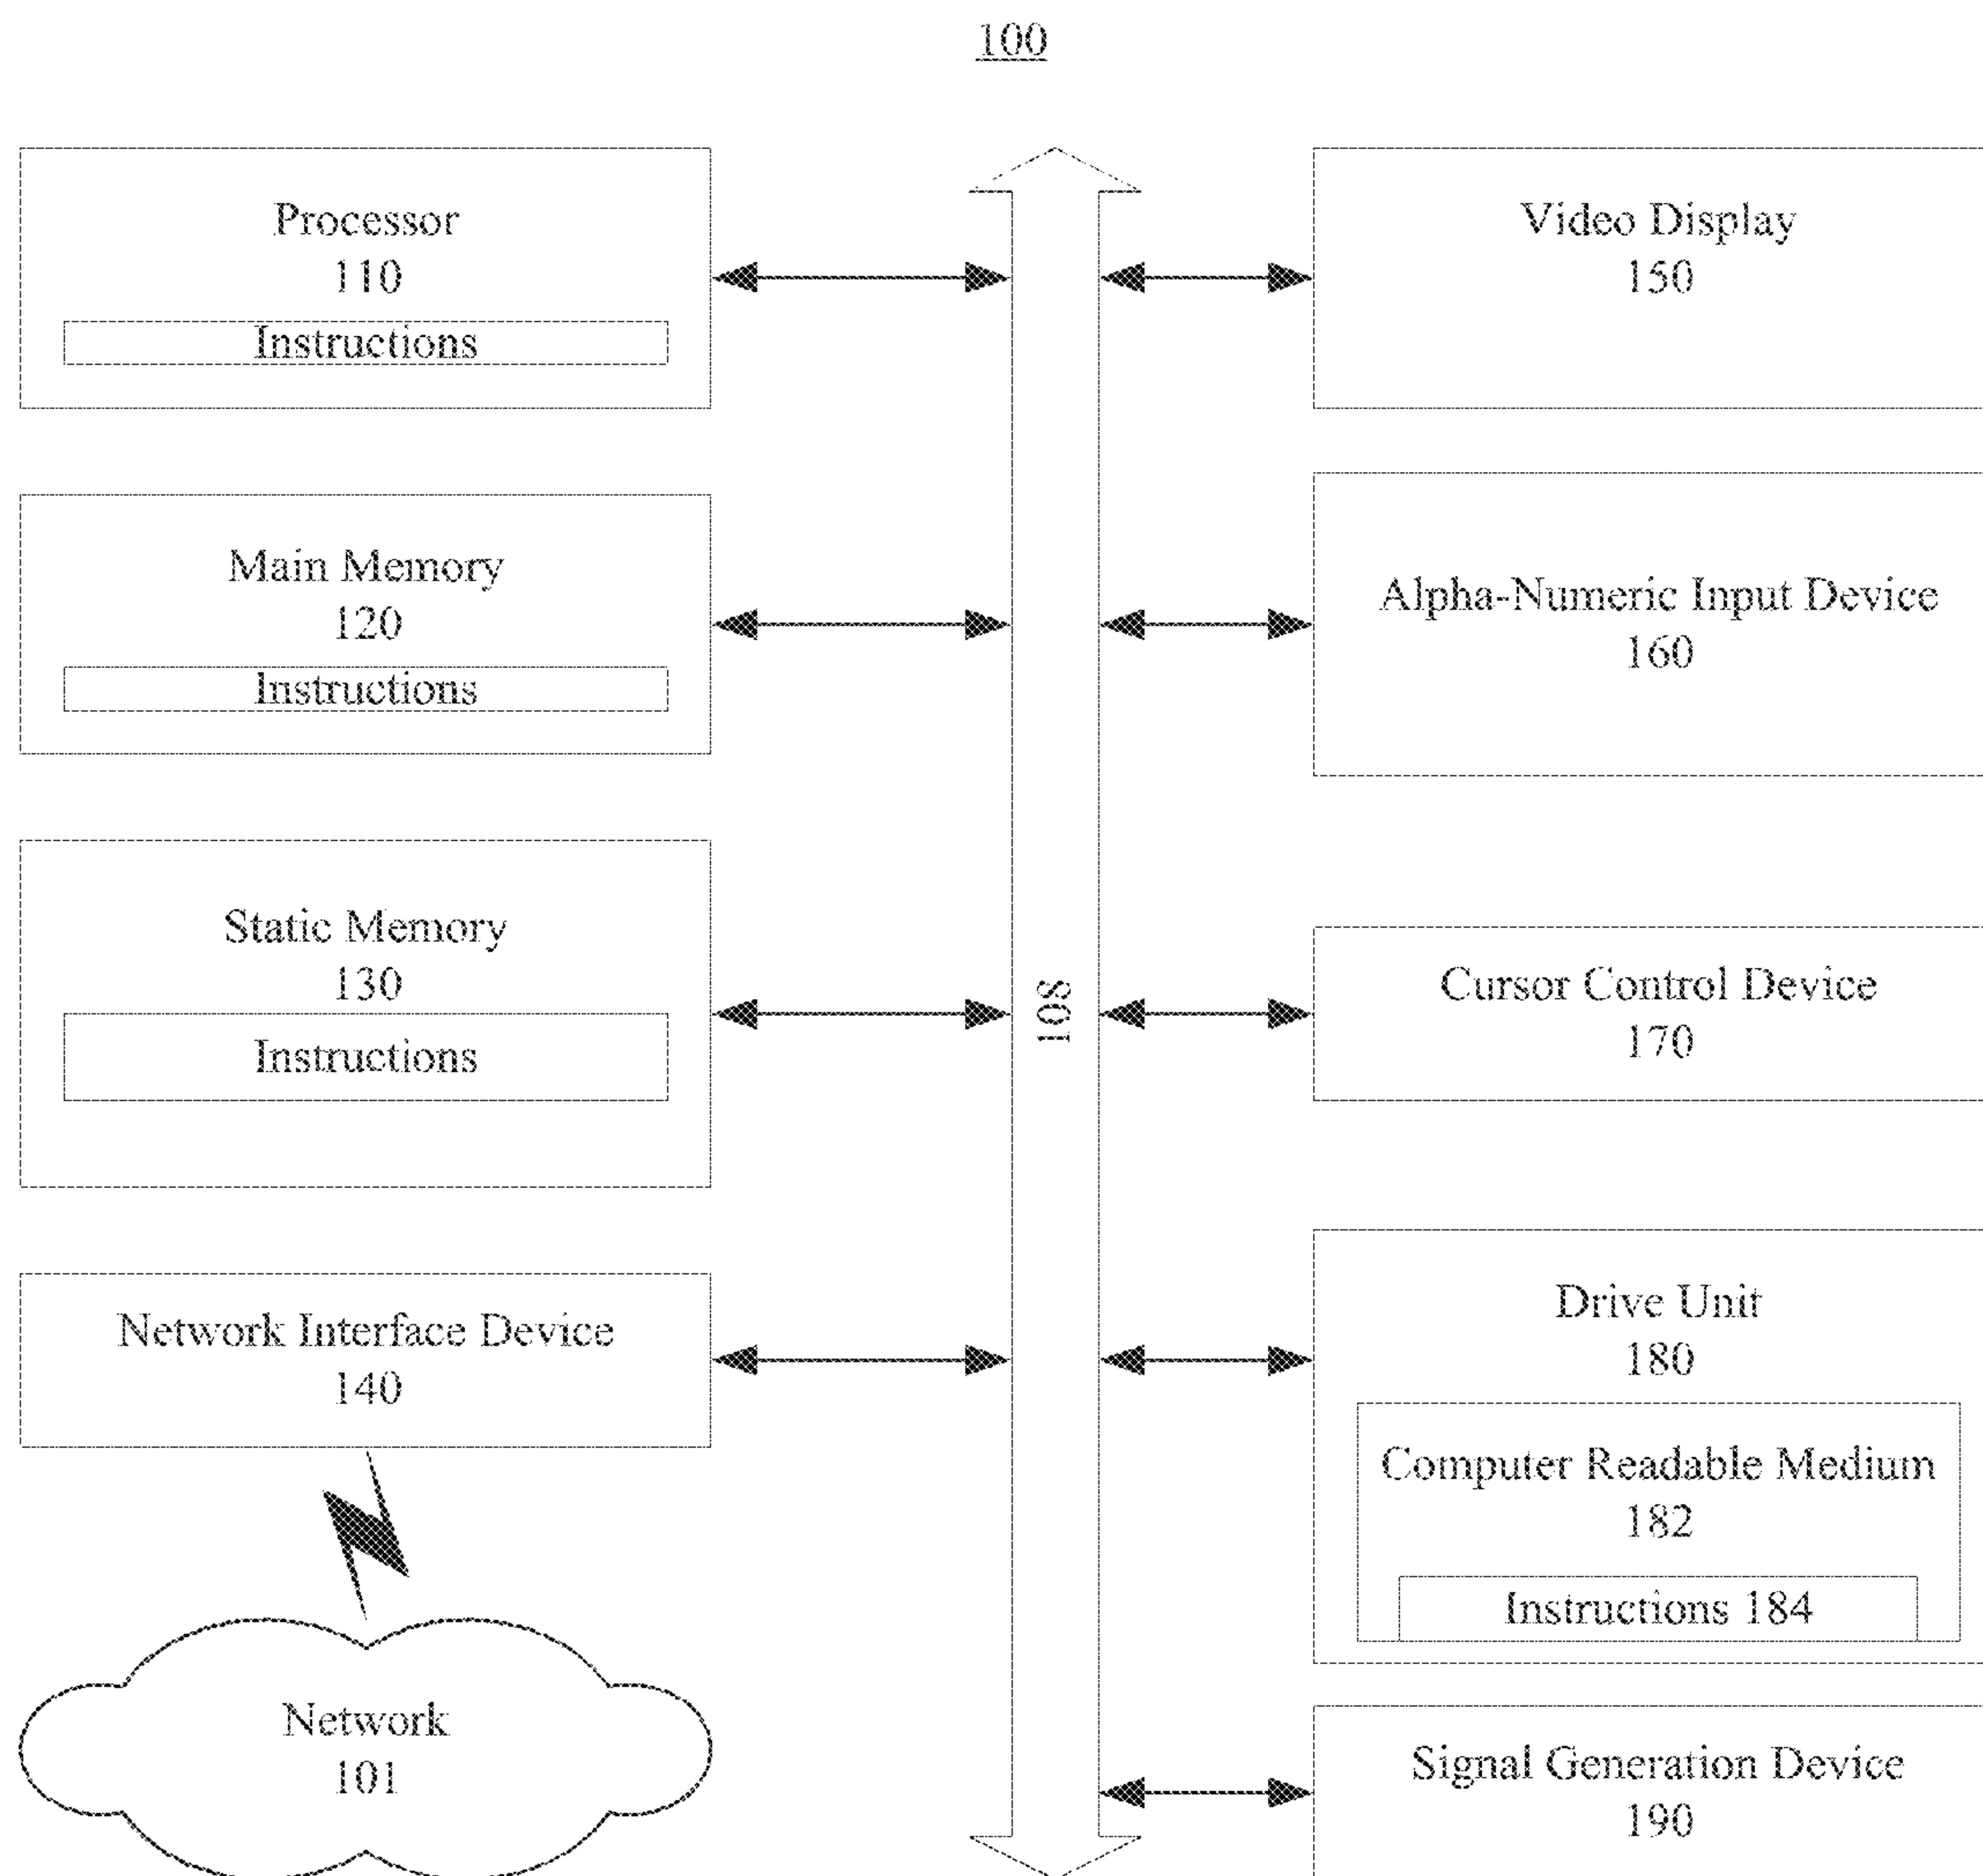 100
Processor
110
Instructions
Main Memory
120
Instructions
Static Memory
130
Instructions
Network Interface Device
140
Network
101
108
Video Display
150
Alpha-Numeric Input Device
160
Cursor Control Device
170
Drive Unit
180
Computer Readable Medium
182
Instructions 184
Signal Generation Device
190